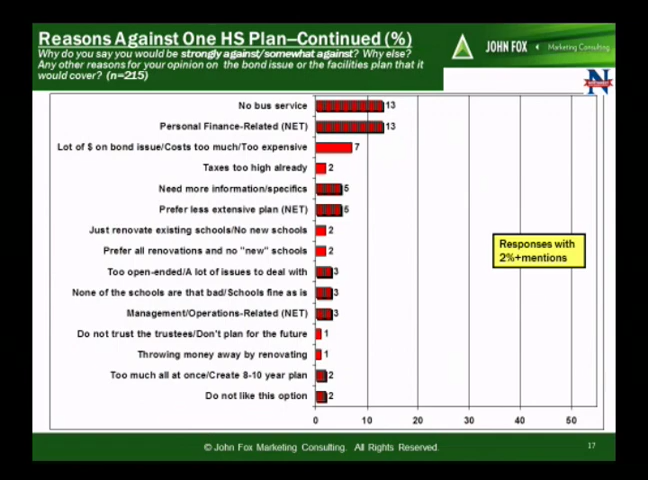 Reasons Against One HS Plan—Continued (%)
Why do you say you would be strongly against/somewhat against? Why else?
Any other reasons for your opinion on the bond issue or the facilities plan that it
would cover? (n=215)
JOHN FOX
Marketing Consulting
N
No bus service 13
Personal Finance-Related (NET) 13
Lot of $ on bond issue/Costs too much/Too expensive 7
Taxes too high already 2
Need more information/specifics 5
Prefer less extensive plan (NET) 5
Just renovate existing schools/No new schools 2
Prefer all renovations and no "new" schools 2
Too open-ended/A lot of issues to deal with 3
None of the schools are that bad/Schools fine as is 3
Management/Operations-Related (NET) 3
Do not trust the trustees/Don't plan for the future 1
Throwing money away by renovating 1
Too much all at once/Create 8-10 year plan 2
Do not like this option 2
Responses with
2%+mentions
0 10 20 30 40 50
© John Fox Marketing Consulting. All Rights Reserved.
17